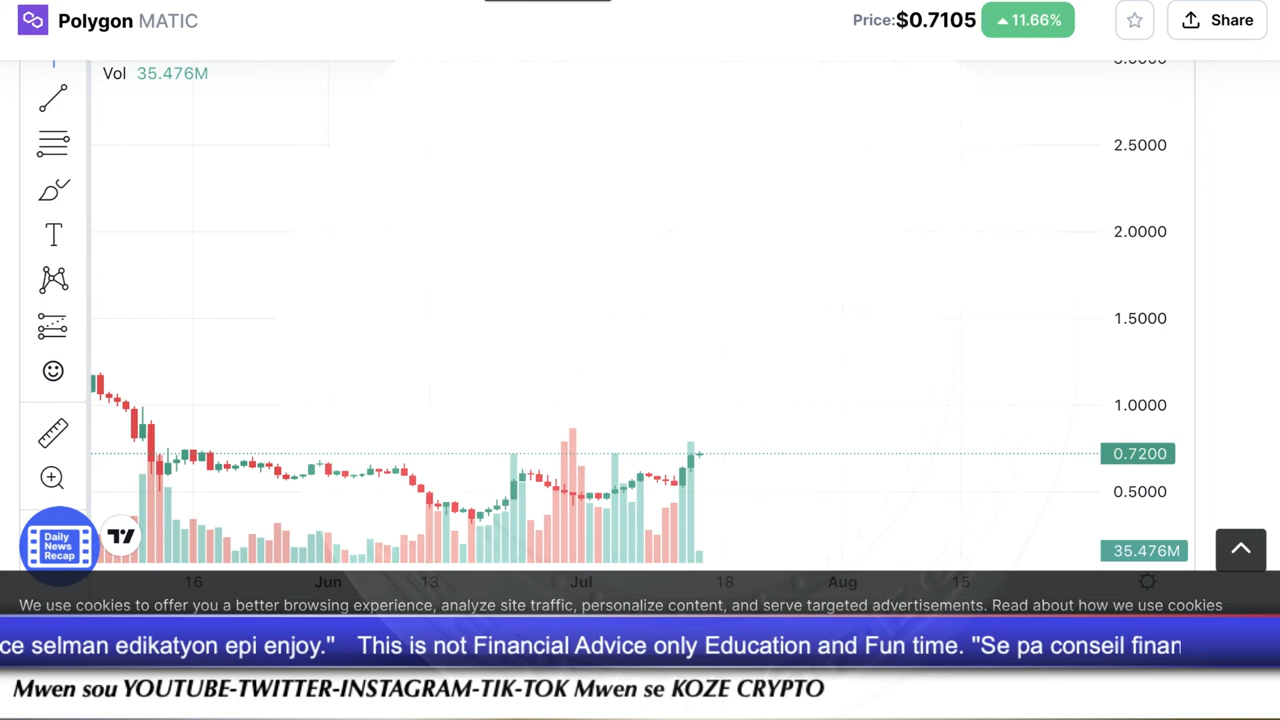 Polygon MATIC
Price:$0.7105
11.66%
Share
Vol 35.476M
3.0000
2.5000
2.0000
1.5000
1.0000
0.7200
0.5000
35.476M
T
Daily
News
Recap
16 Jun 13 Jul 18 Aug 15
We use cookies to offer you a better browsing experience, analyze site traffic, personalize content, and serve targeted advertisements. Read about how we use cookies
ce selman edikatyon epi enjoy." This is not Financial Advice only Education and Fun time. "Se pa conseil finan
Mwen sou YOUTUBE-TWITTER-INSTAGRAM-TIK-TOK Mwen se KOZE CRYPTO